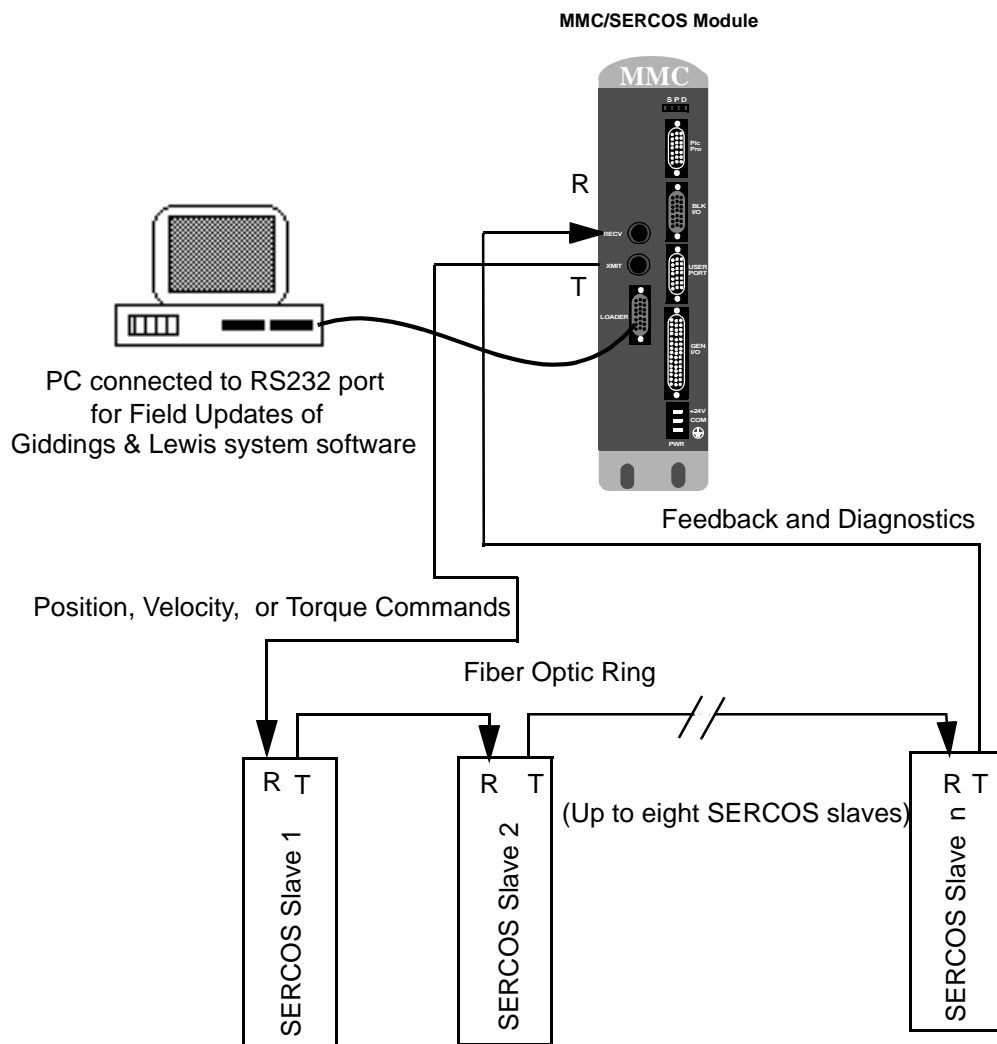 MMC/SERCOS Module
MMC
S P D
Pic
Pro
R
BLK
I/O
RECV
XMIT
USER
PORT
T
LOADER
GEN
I/O
PC connected to RS232 port
for Field Updates of
Giddings & Lewis system software
+24V
COM
PWR
Feedback and Diagnostics
Position, Velocity, or Torque Commands
Fiber Optic Ring
R T
R T
R T
(Up to eight SERCOS slaves)
SERCOS Slave 1
SERCOS Slave 2
SERCOS Slave n